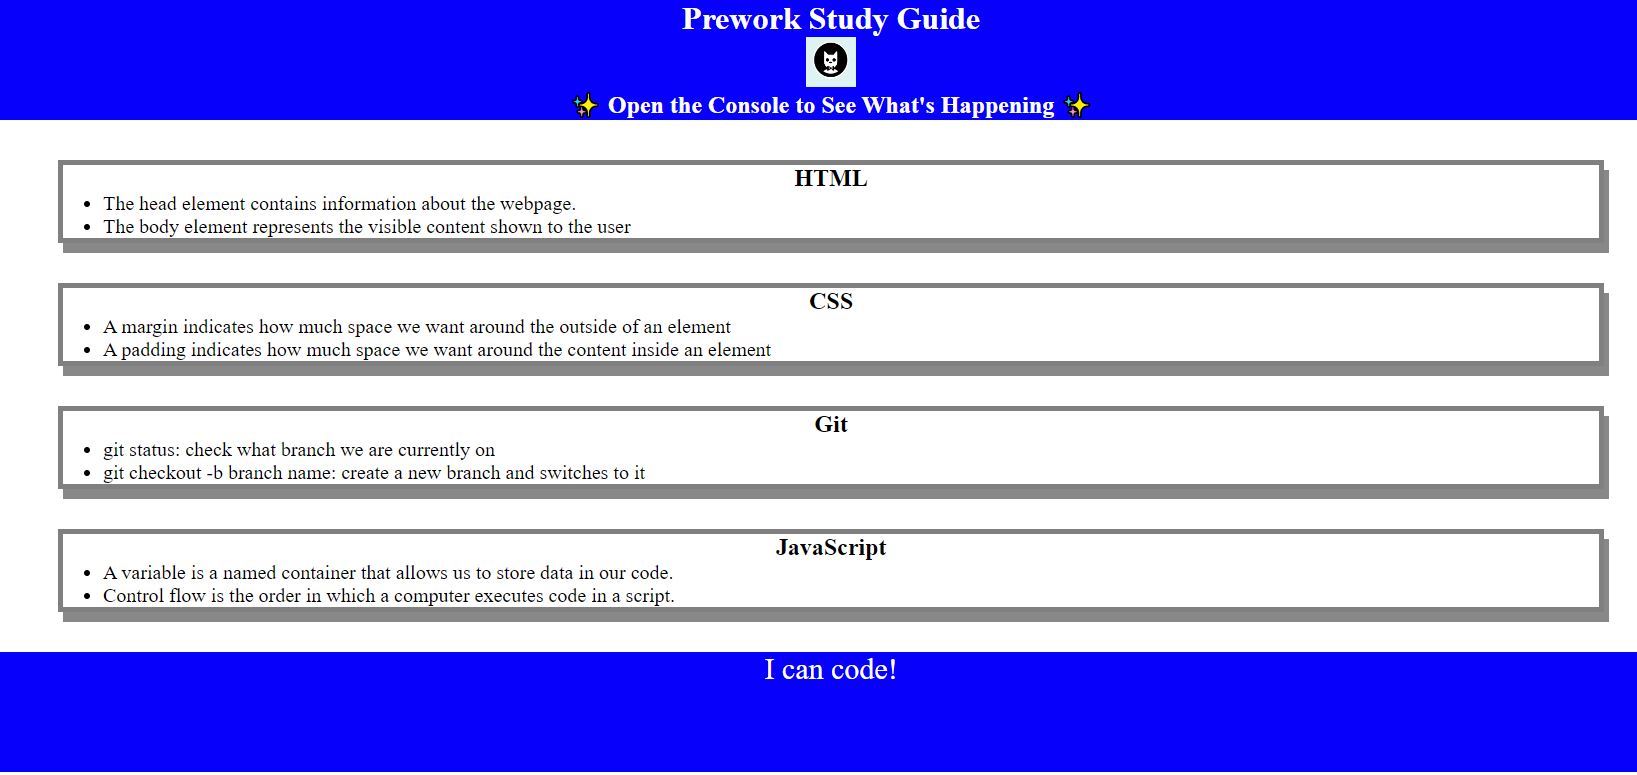 Prework Study Guide
✨ Open the Console to See What's Happening ✨
HTML
• The head element contains information about the webpage.
• The body element represents the visible content shown to the user
CSS
• A margin indicates how much space we want around the outside of an element
• A padding indicates how much space we want around the content inside an element
Git
• git status: check what branch we are currently on
• git checkout -b branch name: create a new branch and switches to it
JavaScript
• A variable is a named container that allows us to store data in our code.
• Control flow is the order in which a computer executes code in a script.
I can code!